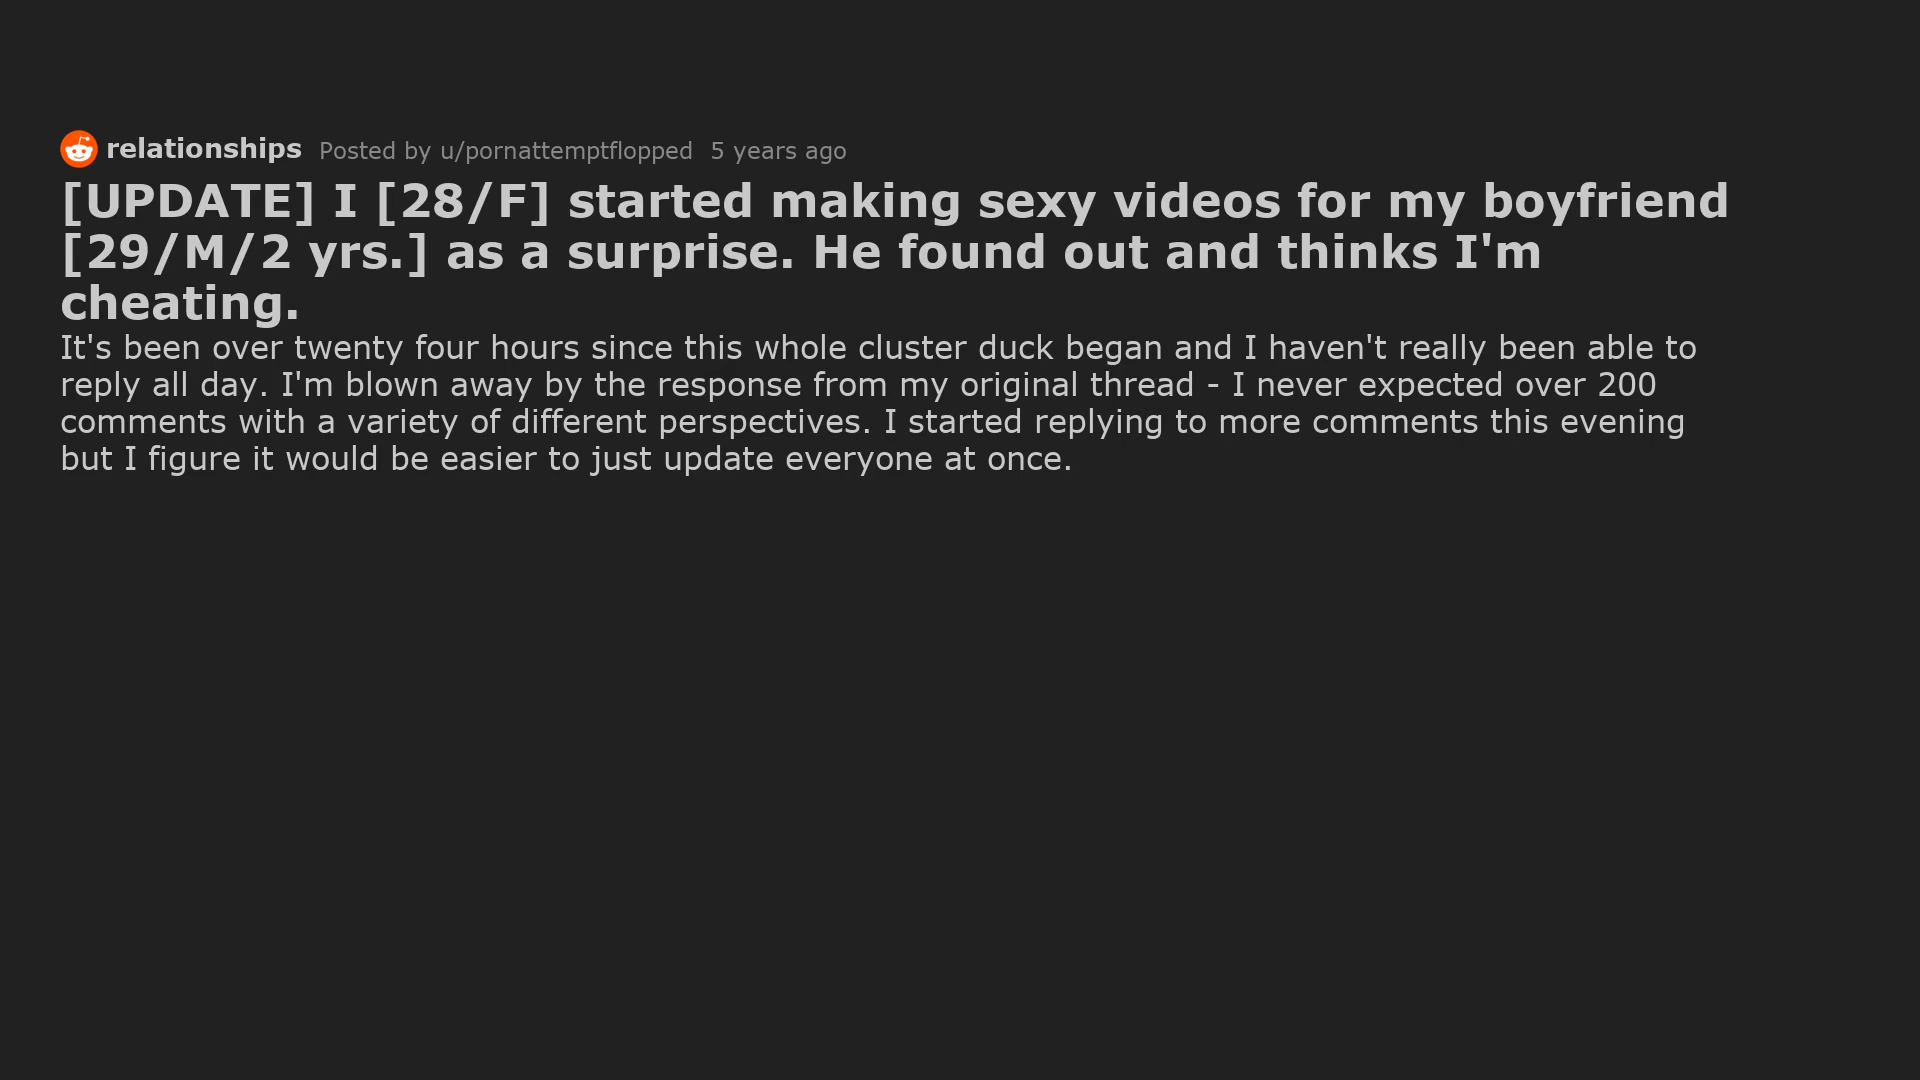 relationships Posted by u/pornattemptflopped 5 years ago
[UPDATE] I [28/F] started making sexy videos for my boyfriend
[29/M/2 yrs.] as a surprise. He found out and thinks I'm
cheating.
It's been over twenty four hours since this whole cluster duck began and I haven't really been able to
reply all day. I'm blown away by the response from my original thread - I never expected over 200
comments with a variety of different perspectives. I started replying to more comments this evening
but I figure it would be easier to just update everyone at once.